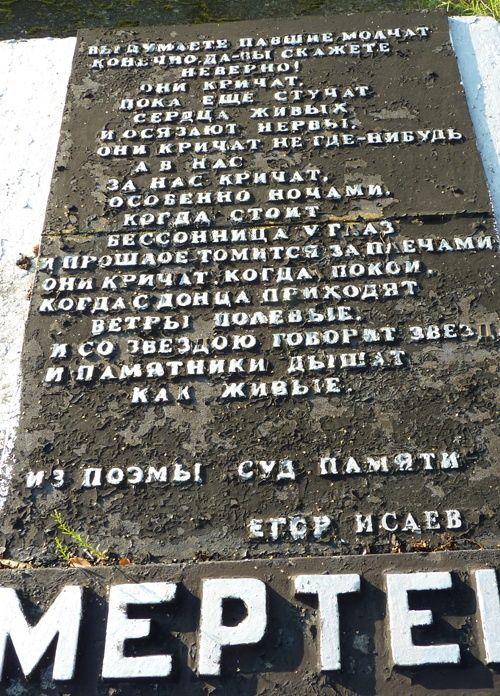 ВЫ ДУМАЕТЕ ПАВШИЕ МОЛЧАТ
КОНЕЧНО, ДА-ВЫ СКАЖЕТЕ
НЕВЕРНО!
ОНИ КРИЧАТ,
ПОКА ЕЩЕ СТУЧАТ
СЕРДЦА ЖИВЫХ
И ОСЯЗАЮТ НЕРВЫ.
ОНИ КРИЧАТ НЕ ГДЕ-НИБУДЬ
А В НАС
ЗА НАС КРИЧАТ,
ОСОБЕННО НОЧАМИ,
КОГДА СТОИТ
БЕССОННИЦА У ГЛАЗ
И ПРОШЛОЕ ТОМИТСЯ ЗА ПЛЕЧАМИ
ОНИ КРИЧАТ, КОГДА ПОКОЙ,
КОГДА С ДОНЦА ПРИХОДЯТ
ВЕТРЫ ПОЛЕВЫЕ,
И СО ЗВЕЗДОЮ ГОВОРИТ ЗВЕЗД
И ПАМЯТНИКИ ДЫШАТ
КАК ЖИВЫЕ.
ИЗ ПОЭМЫ СУД ПАМЯТИ
ЕГОР ИСАЕВ
МЕРТЕ